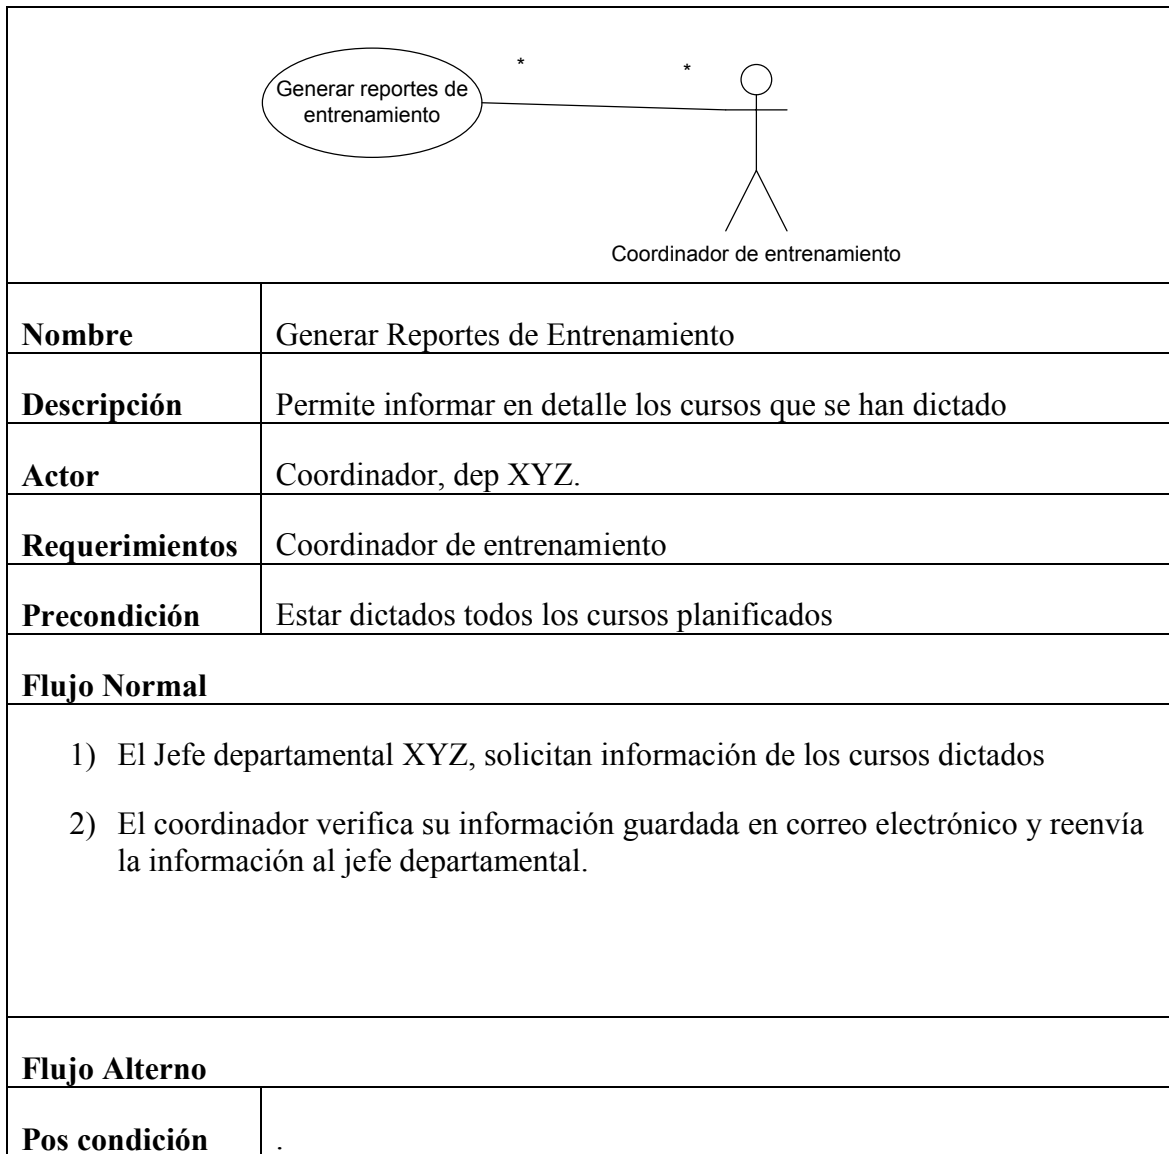 *
*
Generar reportes de
entrenamiento
Coordinador de entrenamiento
Nombre
Generar Reportes de Entrenamiento
Descripción
Permite informar en detalle los cursos que se han dictado
Actor
Coordinador, dep XYZ.
Requerimientos
Coordinador de entrenamiento
Precondición
Estar dictados todos los cursos planificados
Flujo Normal
1) El Jefe departamental XYZ, solicitan información de los cursos dictados
2) El coordinador verifica su información guardada en correo electrónico y reenvía
la información al jefe departamental.
Flujo Alterno
Pos condición
.